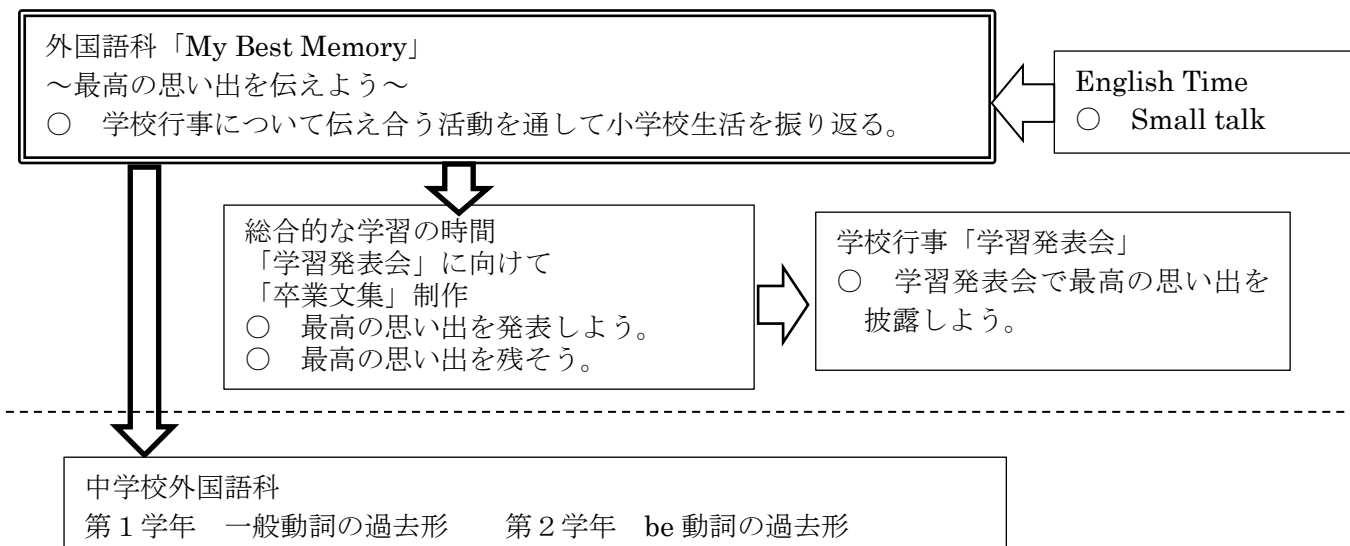 外国語科「My Best Memory」
～最高の思い出を伝えよう～
○　学校行事について伝え合う活動を通して小学校生活を振り返る。
English Time
○　Small talk
総合的な学習の時間
「学習発表会」に向けて
「卒業文集」制作
○　最高の思い出を発表しよう。
○　最高の思い出を残そう。
学校行事「学習発表会」
○　学習発表会で最高の思い出を
披露しよう。
中学校外国語科
第１学年　一般動詞の過去形　　第２学年　be 動詞の過去形